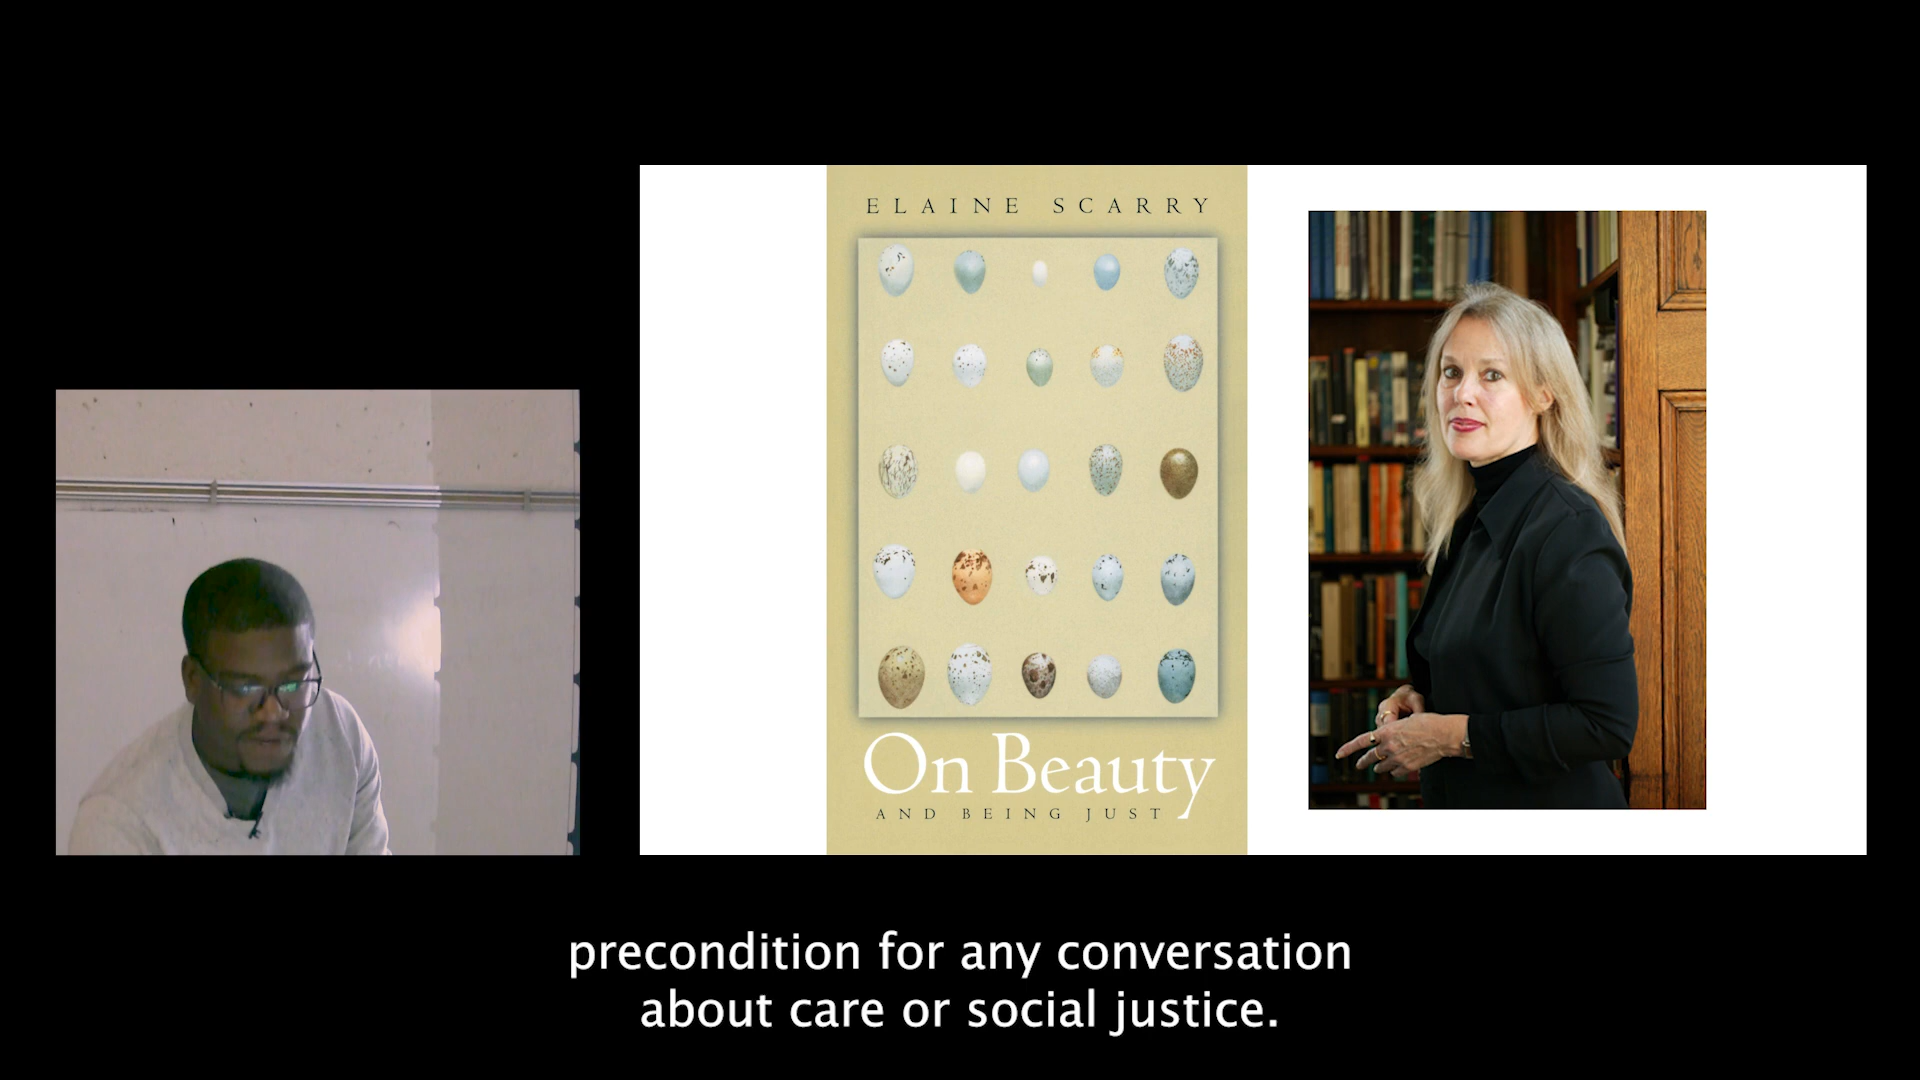 ELAINE SCARRY
On Beauty
AND BEING JUST
precondition for any conversation
about care or social justice.